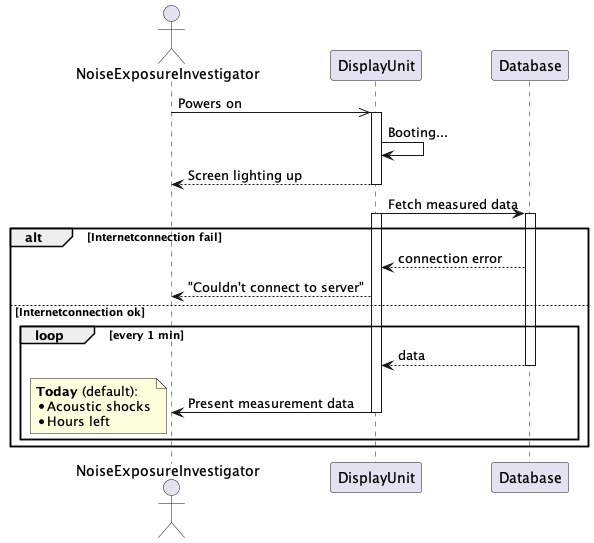 NoiseExposureInvestigator
DisplayUnit
Database
Powers on
Booting...
Screen lighting up
Fetch measured data
alt
[Internetconnection fail]
connection error
"Couldn't connect to server"
[Internetconnection ok]
loop
[every 1 min]
data
Today (default):
•Acoustic shocks
•Hours left
Present measurement data
NoiseExposureInvestigator
DisplayUnit
Database